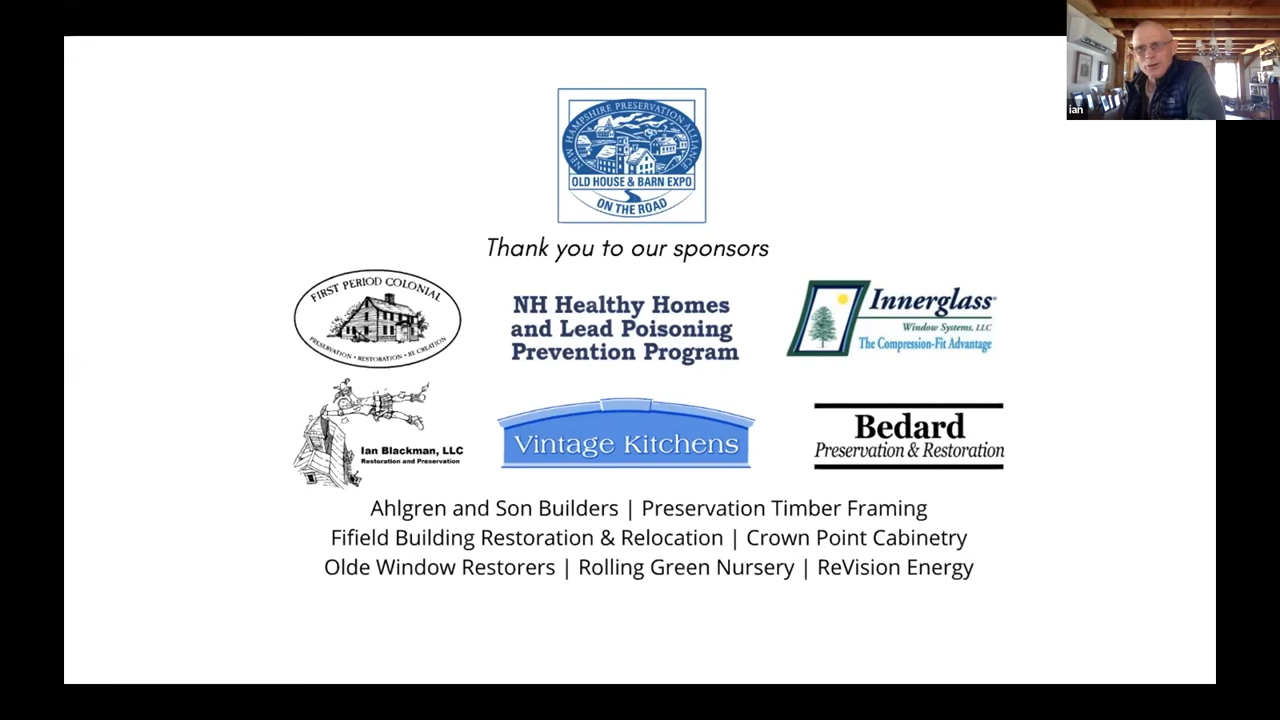 ian
NEW HAMPSHIRE PRESERVATION ALLIANCE
OLD HOUSE & BARN EXPO
ON THE ROAD
Thank you to our sponsors
FIRST PERIOD COLONIAL
PRESERVATION • RESTORATION • RE-CREATION
NH Healthy Homes
and Lead Poisoning
Prevention Program
Innerglass®
Window Systems, LLC
The Compression-Fit Advantage
Ian Blackman, LLC
Restoration and Preservation
Vintage Kitchens
Bedard
Preservation & Restoration
Ahlgren and Son Builders | Preservation Timber Framing
Fifield Building Restoration & Relocation | Crown Point Cabinetry
Olde Window Restorers | Rolling Green Nursery | ReVision Energy